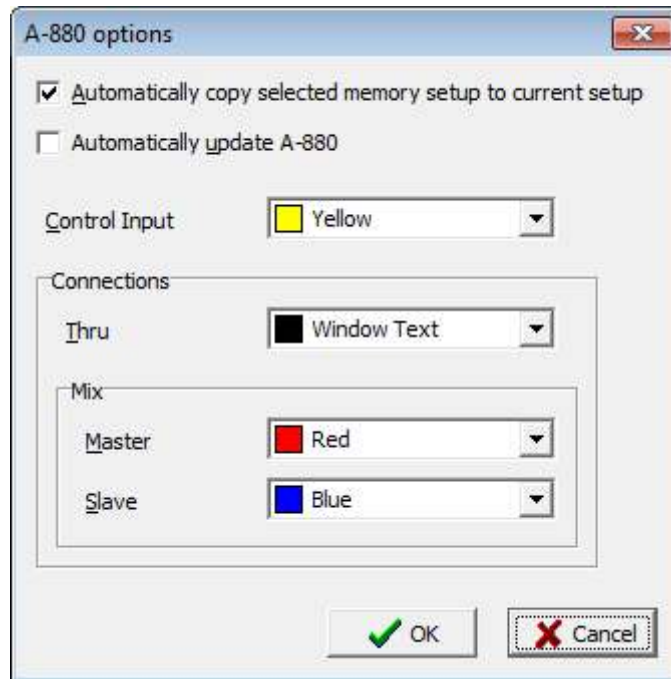 A-880 options
Automatically copy selected memory setup to current setup
Automatically update A-880
Control Input Yellow
Connections
Thru Window Text
Mix
Master Red
Slave Blue
OK Cancel